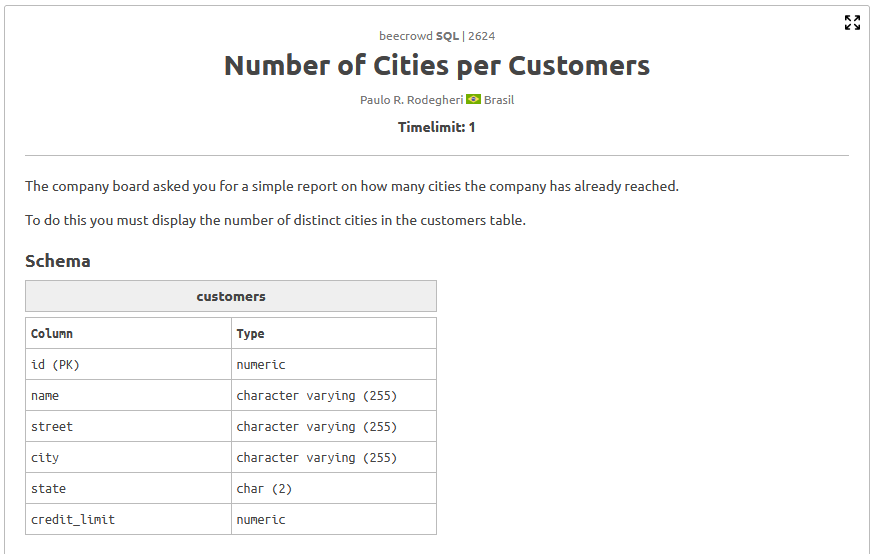 beecrowd SQL | 2624
Number of Cities per Customers
Paulo R. Rodegheri Brasil
Timelimit: 1
The company board asked you for a simple report on how many cities the company has already reached.
To do this you must display the number of distinct cities in the customers table.
Schema
customers
Column Type
id (PK) numeric
name character varying (255)
street character varying (255)
city character varying (255)
state char (2)
credit_limit numeric